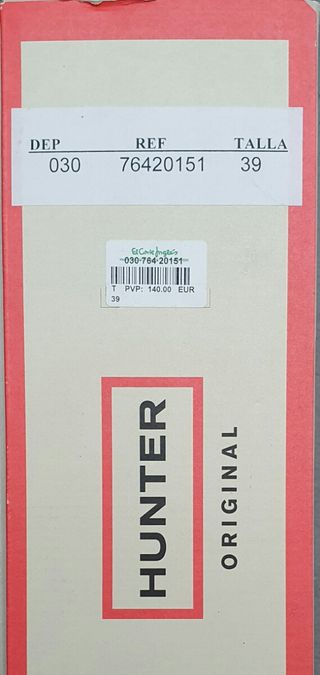 DEP REF TALLA
030 76420151 39
El Corte Inglés
030-764-20151
T PVP: 140.00 EUR
39
HUNTER
ORIGINAL